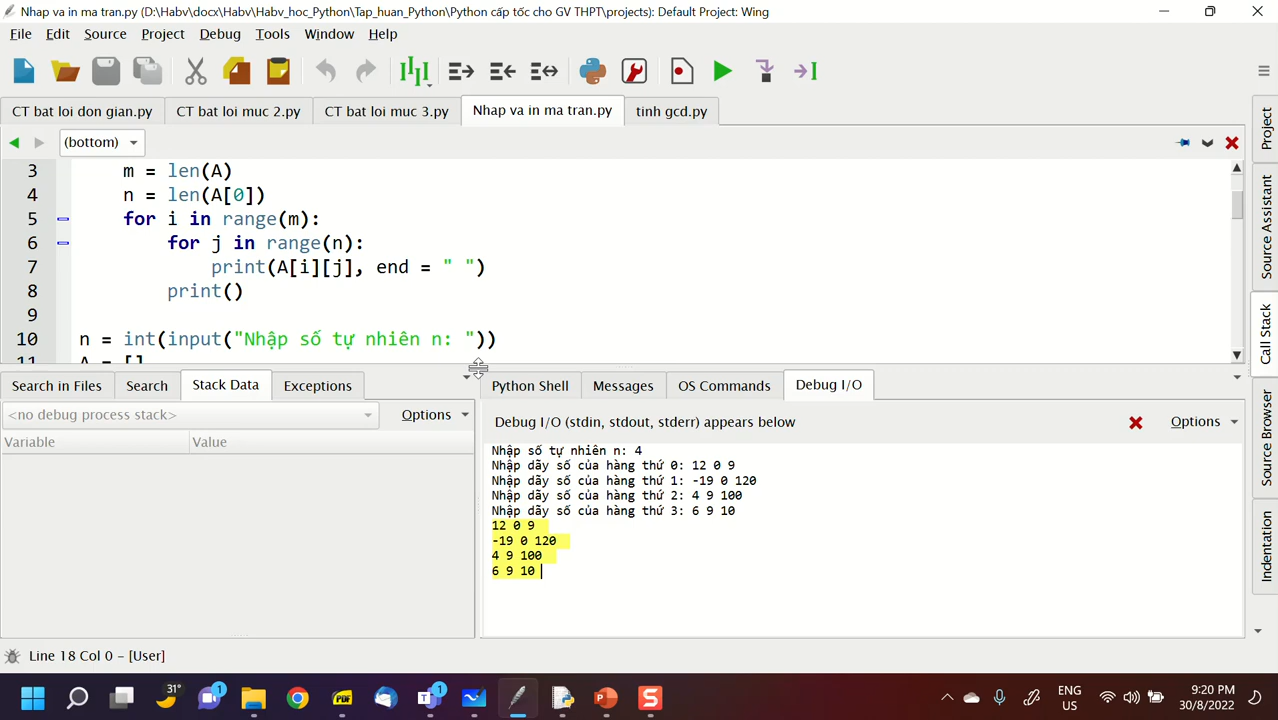 Nhap va in ma tran.py (D:\Habv\docx\Habv\Habv_hoc_Python\Tap_huan_Python\Python cấp tốc cho GV THPT\projects): Default Project: Wing
File Edit Source Project Debug Tools Window Help
CT bat loi don gian.py CT bat loi muc 2.py CT bat loi muc 3.py Nhap va in ma tran.py tinh gcd.py
(bottom)
3 m = len(A)
4 n = len(A[0])
5 for i in range(m):
6 for j in range(n):
7 print(A[i][j], end = " ")
8 print()
9
10 n = int(input("Nhập số tự nhiên n: "))
11 A = []
Search in Files Search Stack Data Exceptions
<no debug process stack> Options
Variable Value
Python Shell Messages OS Commands Debug I/O
Debug I/O (stdin, stdout, stderr) appears below Options
Nhập số tự nhiên n: 4
Nhập dãy số của hàng thứ 0: 12 0 9
Nhập dãy số của hàng thứ 1: -19 0 120
Nhập dãy số của hàng thứ 2: 4 9 100
Nhập dãy số của hàng thứ 3: 6 9 10
12 0 9
-19 0 120
4 9 100
6 9 10
Project
Source Assistant
Call Stack
Source Browser
Indentation
Line 18 Col 0 - [User]
31°
1
1
PDF
ENG
US
9:20 PM
30/8/2022